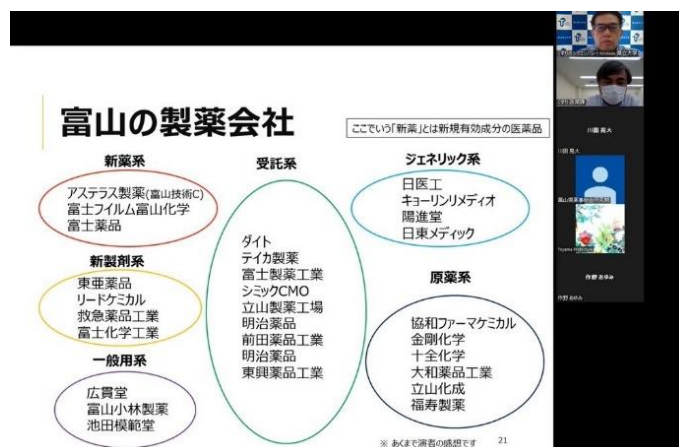 富山の製薬会社
ここでいう「新薬」とは新規有効成分の医薬品
新薬系
アステラス製薬(富山技術C)
富士フイルム富山化学
富士薬品
新製剤系
東亜薬品
リードケミカル
救急薬品工業
富士化学工業
一般用系
広貫堂
富山小林製薬
池田模範堂
受託系
ダイト
テイカ製薬
富士製薬工業
シミックCMO
立山製薬工場
明治薬品
前田薬品工業
明治薬品
東興薬品工業
ジェネリック系
日医工
キョーリンリメディオ
陽進堂
日東メディック
原薬系
協和ファーマケミカル
金剛化学
十全化学
大和薬品工業
立山化成
福寿製薬
※ あくまで演者の感想です
21
川面 晃大
川面 晃大
作野 あゆみ
作野 あゆみ